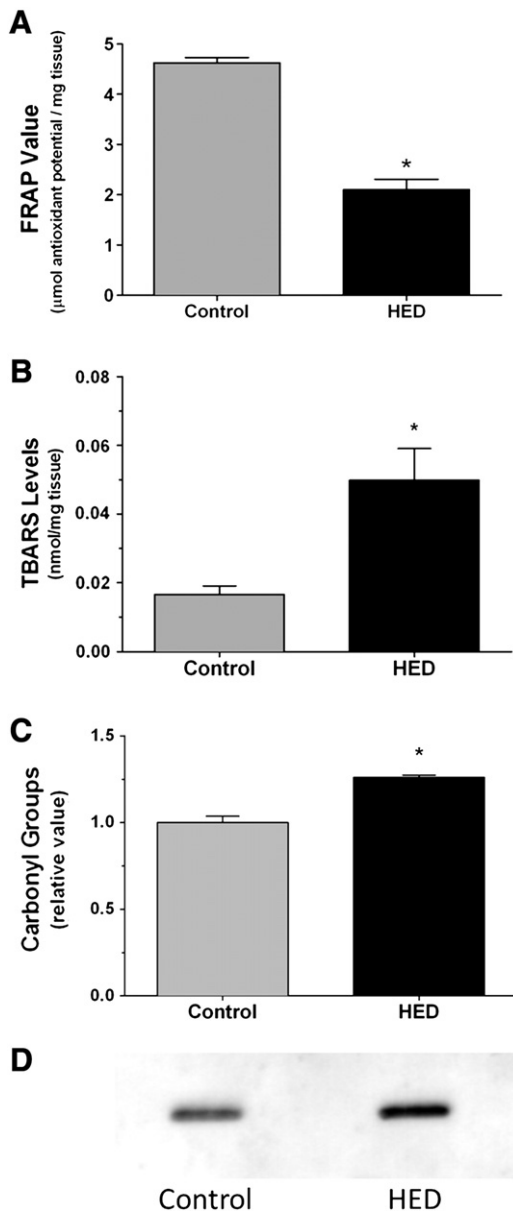 A
FRAP Value
(μmol antioxidant potential / mg tissue)
5
4
3
2
1
0
*
Control HED
B
TBARS Levels
(nmol/mg tissue)
0.08
0.06
0.04
0.02
0.00
*
Control HED
C
Carbonyl Groups
(relative value)
1.5
1.0
0.5
0.0
*
Control HED
D
Control HED